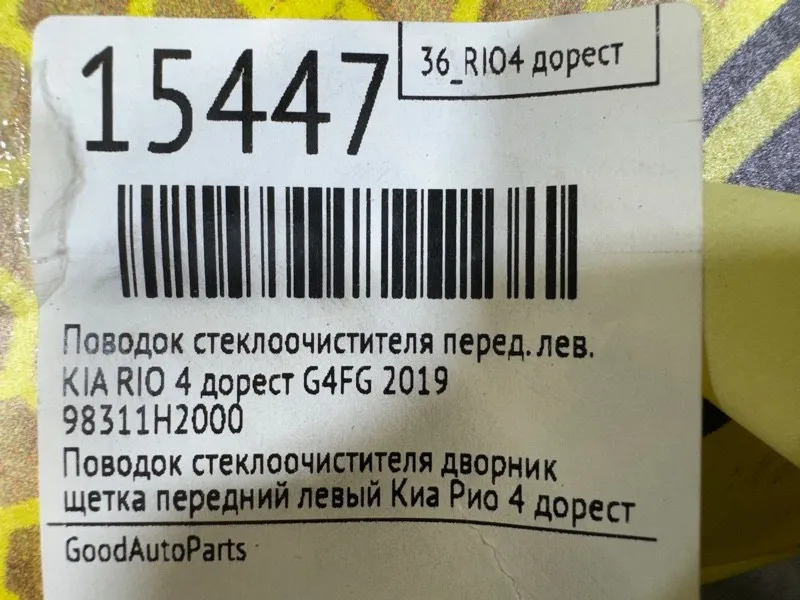 15447
36_RIO4 дорест
Поводок стеклоочистителя перед. лев.
KIA RIO 4 дорест G4FG 2019
98311H2000
Поводок стеклоочистителя дворник
щетка передний левый Киа Рио 4 дорест
GoodAutoParts